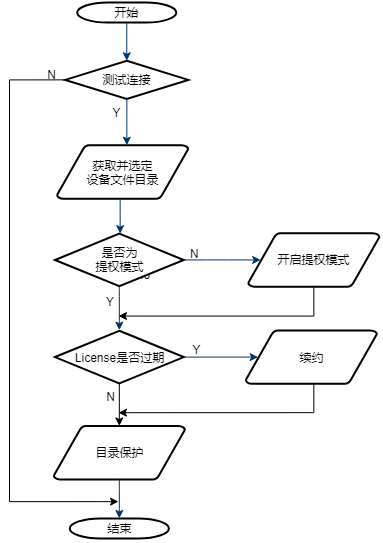 开始
测试连接
N
Y
获取并选定
设备文件目录
是否为
提权模式
N
开启提权模式
Y
License是否过期
Y
续约
N
目录保护
结束